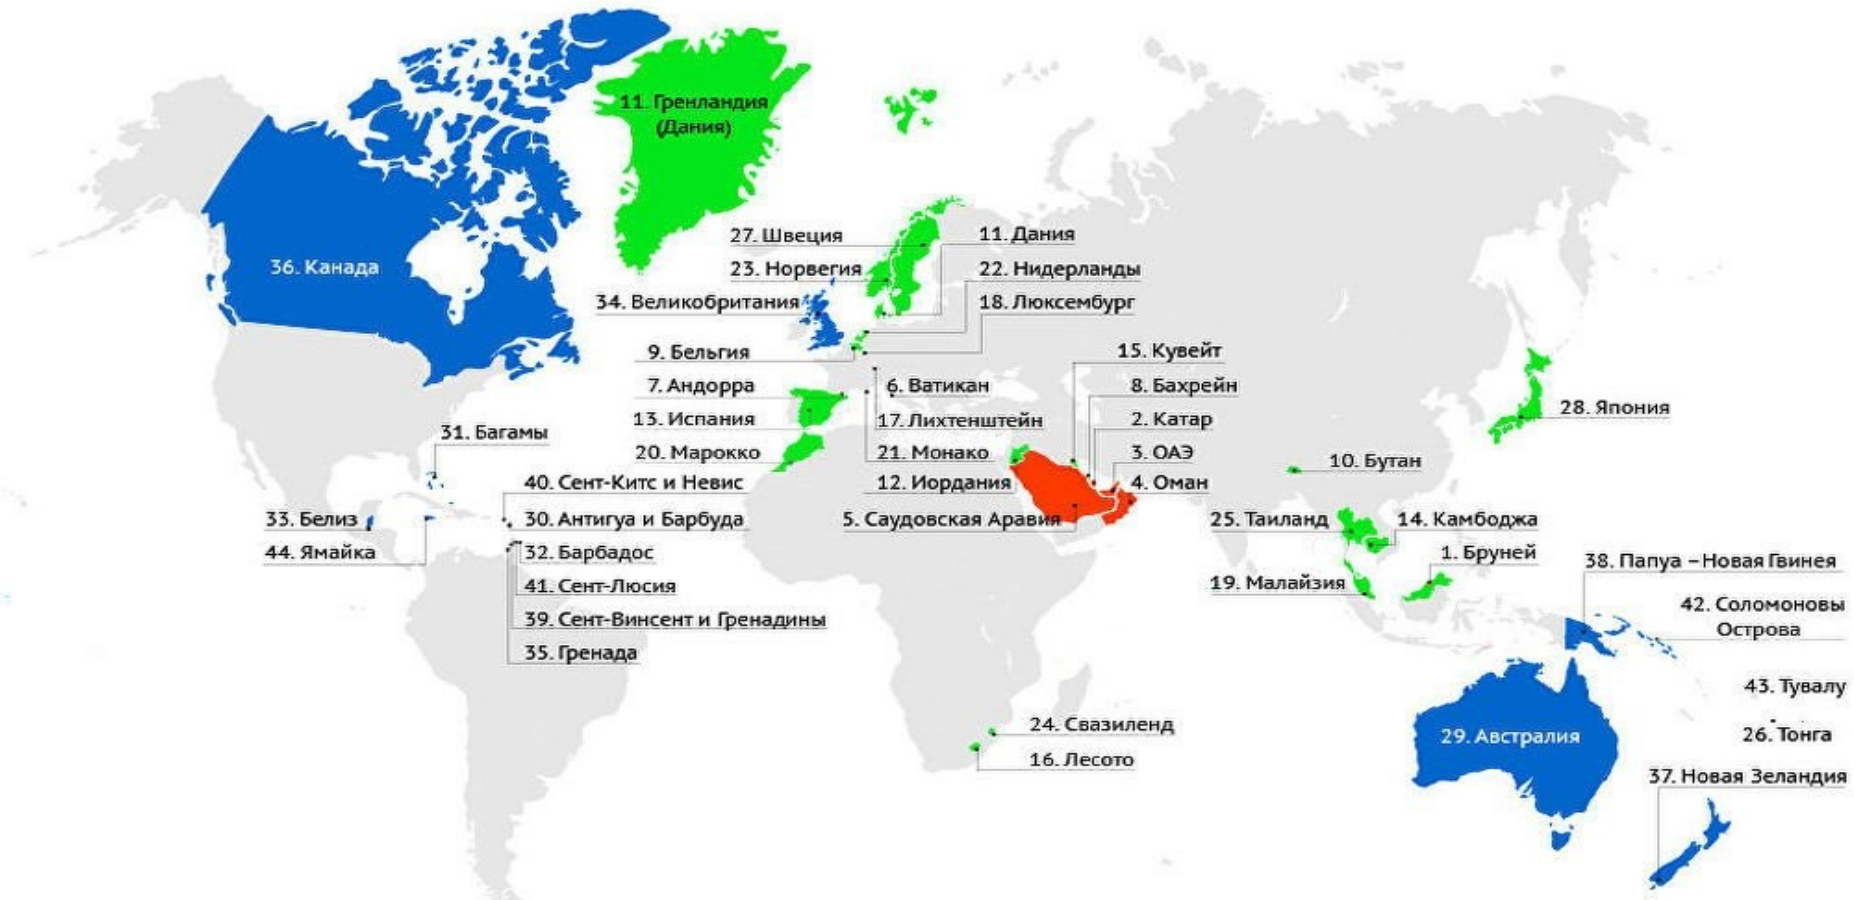 11. Гренландия
(Дания)
27. Швеция
11. Дания
36. Канада
23. Норвегия
22. Нидерланды
34. Великобритания
18. Люксембург
9. Бельгия
15. Кувейт
7. Андорра
6. Ватикан
8. Бахрейн
28. Япония
13. Испания
17. Лихтенштейн
2. Катар
31. Багамы
20. Марокко
21. Монако
3. ОАЭ
10. Бутан
40. Сент-Китс и Невис
12. Иордания
4. Оман
33. Белиз
30. Антигуа и Барбуда
5. Саудовская Аравия
25. Таиланд
14. Камбоджа
44. Ямайка
32. Барбадос
1. Бруней
38. Папуа – Новая Гвинея
41. Сент-Люсия
19. Малайзия
42. Соломоновы
Острова
39. Сент-Винсент и Гренадины
35. Гренада
43. Тувалу
24. Свазиленд
29. Австралия
26. Тонга
16. Лесото
37. Новая Зеландия